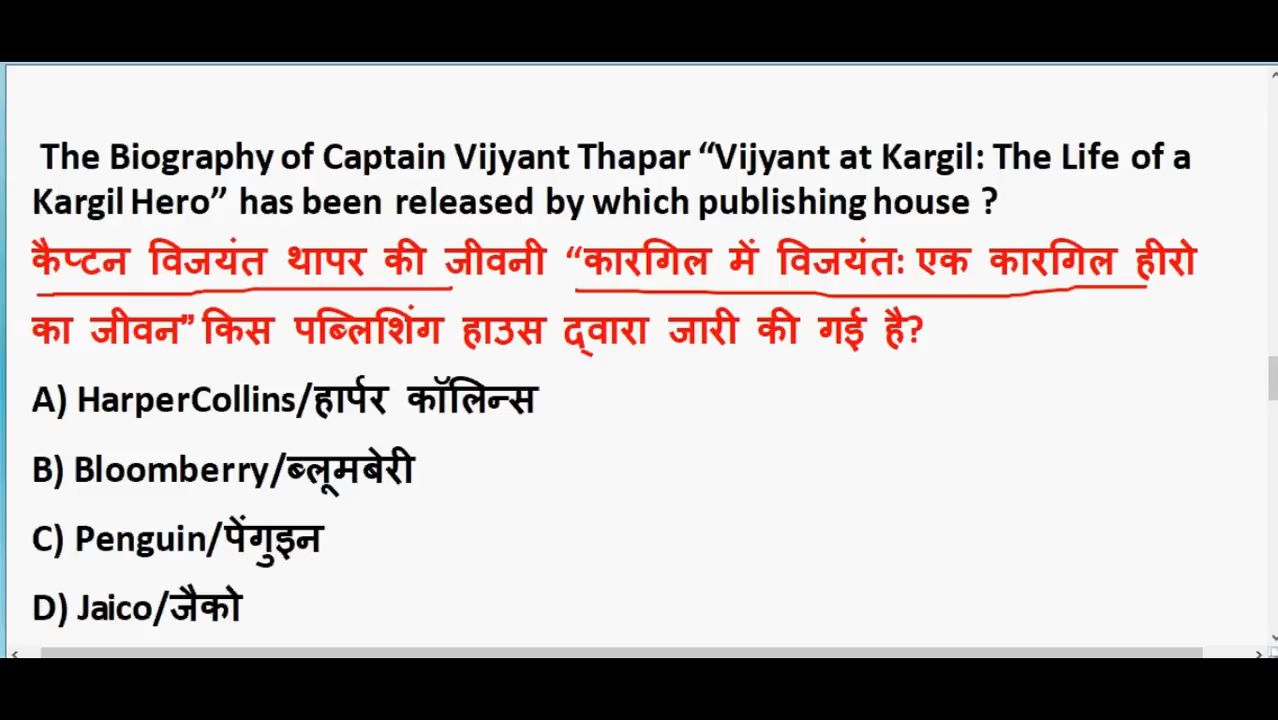 The Biography of Captain Vijyant Thapar “Vijyant at Kargil: The Life of a
Kargil Hero” has been released by which publishing house ?
कैप्टन विजयंत थापर की जीवनी “कारगिल में विजयंतः एक कारगिल हीरो
का जीवन” किस पब्लिशिंग हाउस द्वारा जारी की गई है?
A) HarperCollins/हार्पर कॉलिन्स
B) Bloomberry/ब्लूमबेरी
C) Penguin/पेंगुइन
D) Jaico/जैको